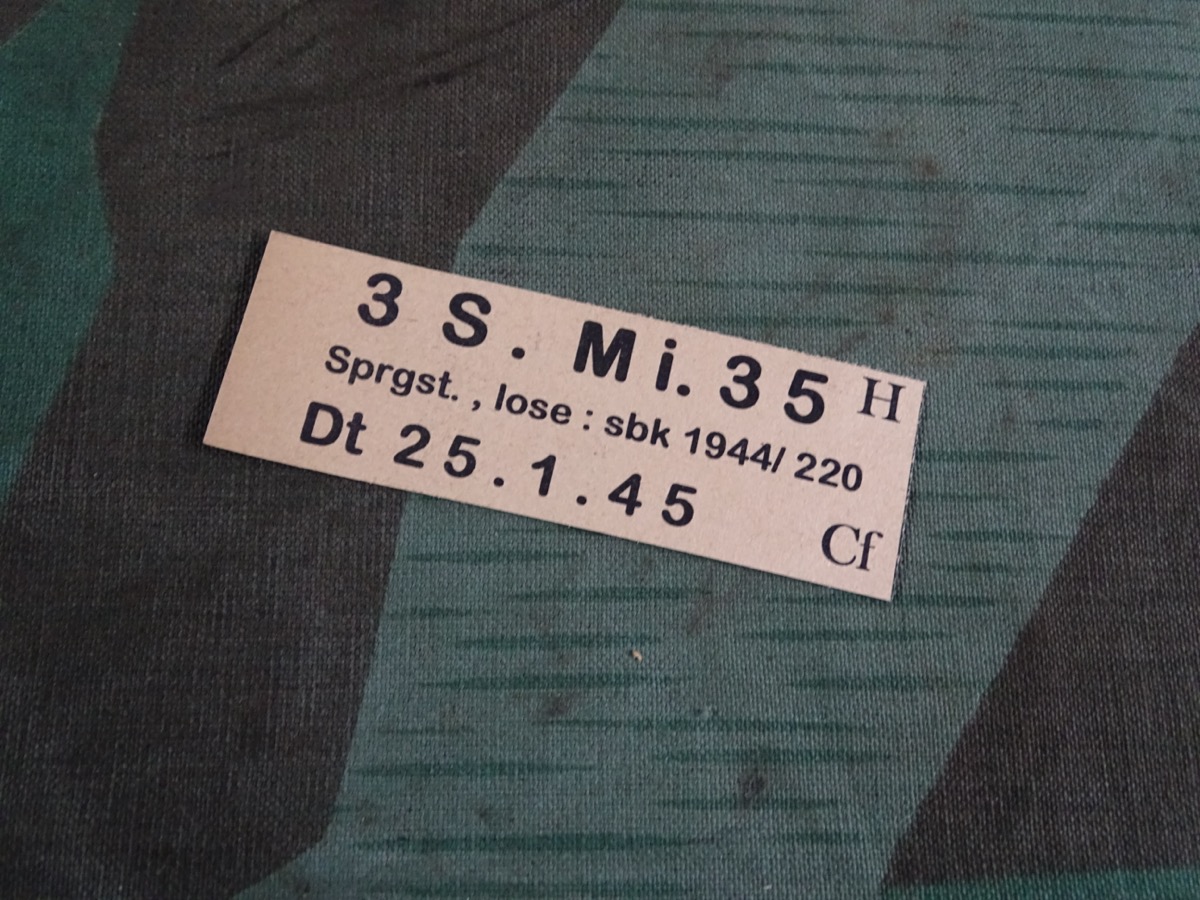 3 S. Mi. 35 H
Sprgst. , lose : sbk 1944/ 220
Dt 25.1.45
Cf